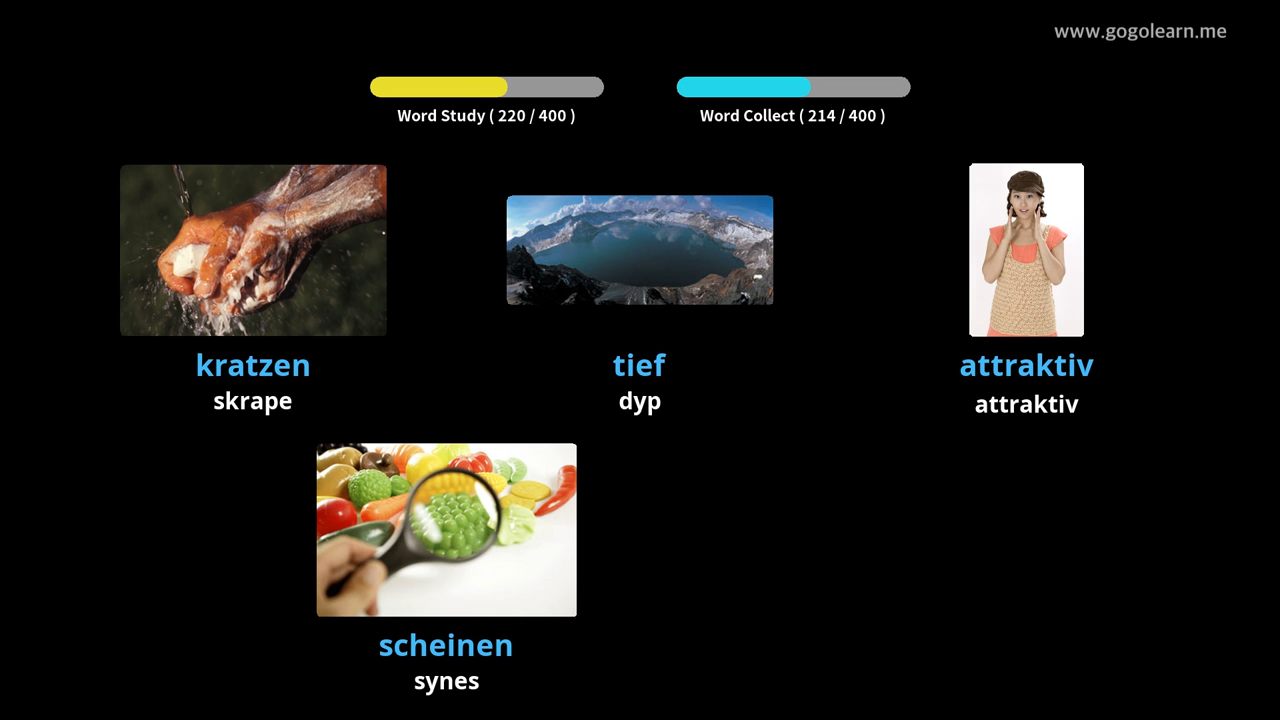 www.gogolearn.me
Word Study ( 220 / 400 )
Word Collect ( 214 / 400 )
kratzen
skrape
tief
dyp
attraktiv
attraktiv
scheinen
synes